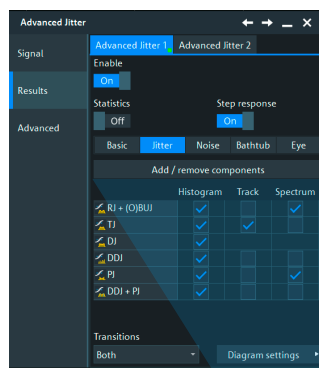 Advanced Jitter
Signal
Results
Advanced
Advanced Jitter 1 Advanced Jitter 2
Enable
On
Statistics Step response
Off On
Basic Jitter Noise Bathtub Eye
Add / remove components
Histogram Track Spectrum
RJ + (O)BUJ
TJ
DJ
DDJ
PJ
DDJ + PJ
Transitions
Both Diagram settings